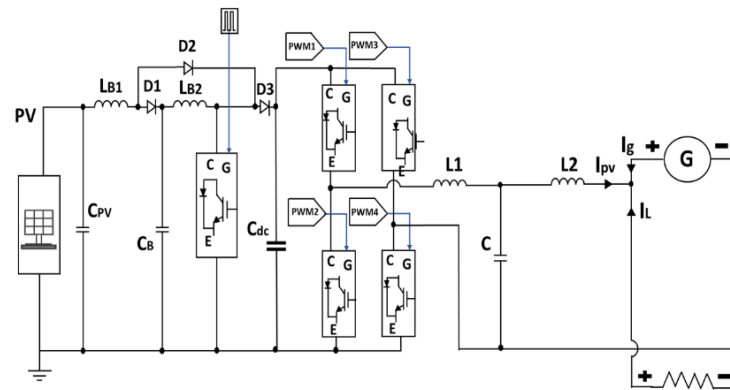 PWM1
PWM3
D2
LB1
D1
LB2
D3
C
G
C
G
PV
E
E
C
G
L1
L2
Ipv
Ig
+
G
-
IL
CPV
CB
E
Cdc
PWM2
PWM4
C
C
G
C
G
E
E
+
-